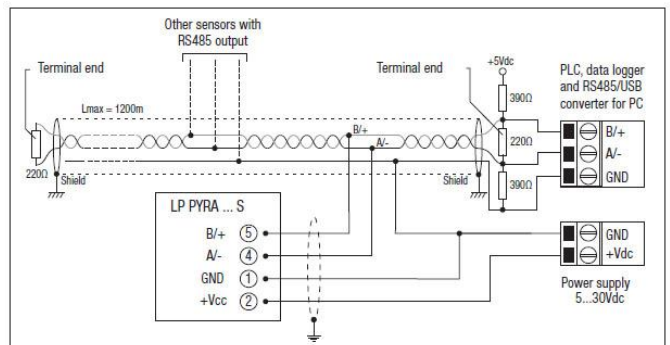 Other sensors with
RS485 output
Terminal end
Terminal end
+5Vdc
PLC, data logger
and RS485/USB
converter for PC
Lmax = 1200m
390Ω
B/+
B/+
220Ω
A/-
A/-
220Ω
Shield
Shield
390Ω
GND
LP PYRA ... S
B/+ 5
A/- 4
GND 1
+Vcc 2
GND
+Vdc
Power supply
5...30Vdc